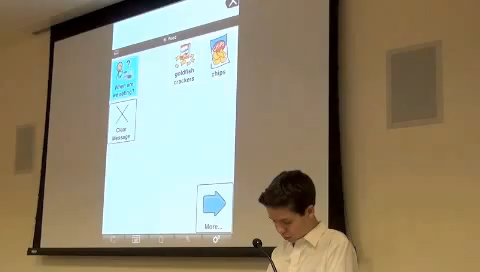 Food
When are
we eating?
goldfish
crackers
chips
Clear
Message
More...